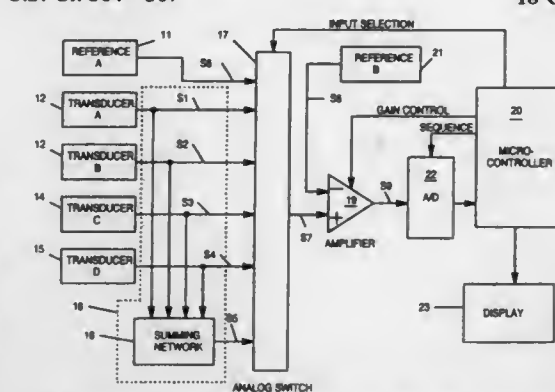 11
17
INPUT SELECTION
REFERENCE
A
S6
REFERENCE
B
21
12
TRANSDUCER
A
S1
S6
GAIN CONTROL
SEQUENCE
20
MICRO-
CONTROLLER
12
TRANSDUCER
B
S2
22
A/D
19
S9
14
TRANSDUCER
C
S3
S7
AMPLIFIER
15
TRANSDUCER
D
S4
18
16
SUMMING
NETWORK
S5
23
DISPLAY
ANALOG SWITCH